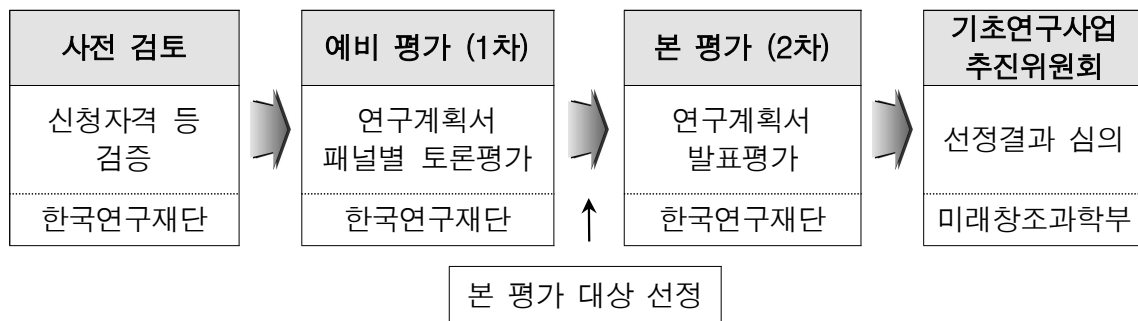 사전 검토
신청자격 등
검증
한국연구재단
예비 평가 (1차)
연구계획서
패널별 토론평가
한국연구재단
본 평가 (2차)
연구계획서
발표평가
한국연구재단
기초연구사업
추진위원회
선정결과 심의
미래창조과학부
본 평가 대상 선정